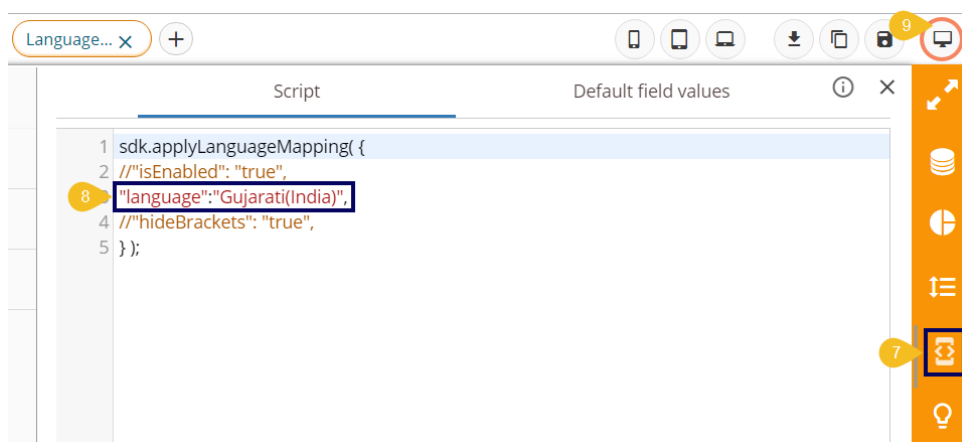 Language...
9
Script
Default field values
1 sdk.applyLanguageMapping( {
2 //"isEnabled": "true",
8 "language":"Gujarati(India)",
4 //"hideBrackets": "true",
5 } );
7